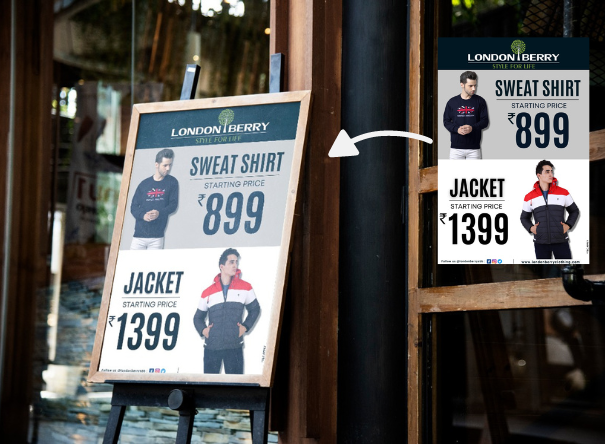 LONDON BERRY
STYLE FOR LIFE
SWEAT SHIRT
STARTING PRICE
₹899
JACKET
STARTING PRICE
₹1399
LONDON BERRY
STYLE FOR LIFE
SWEAT SHIRT
STARTING PRICE
₹899
JACKET
STARTING PRICE
₹1399
www.londonberryclothing.com